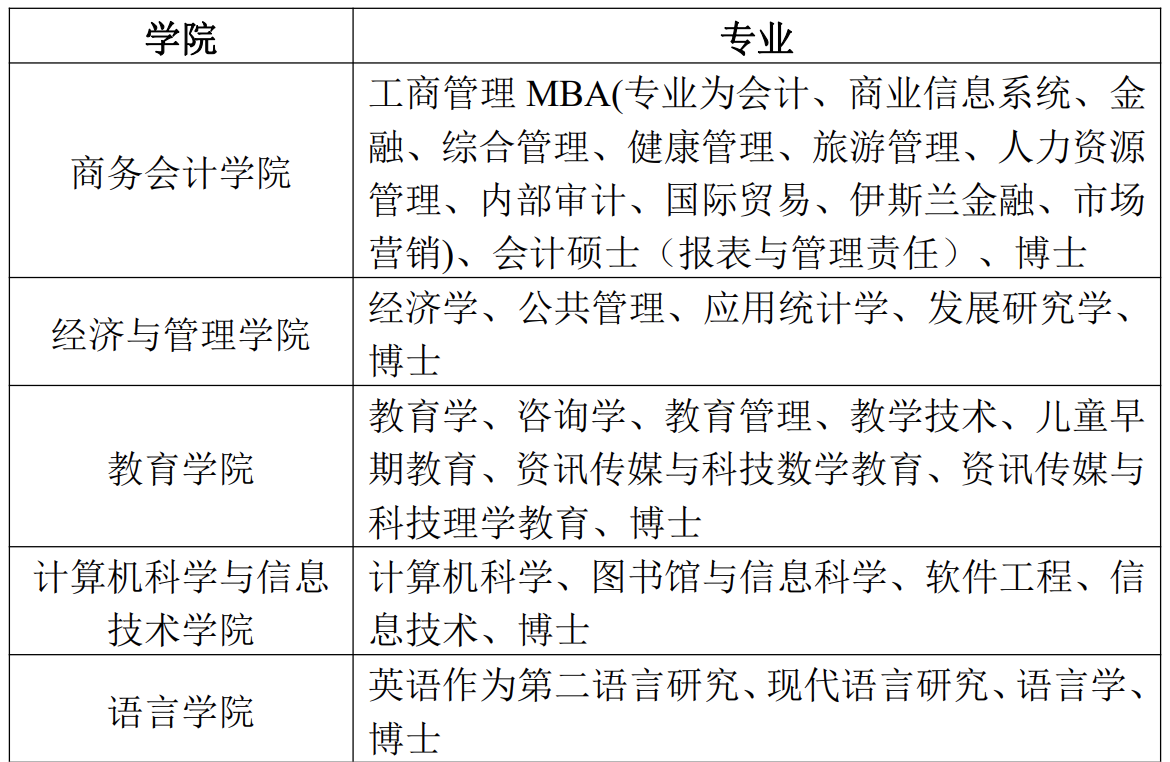 学院
专业
商务会计学院
工商管理 MBA(专业为会计、商业信息系统、金
融、综合管理、健康管理、旅游管理、人力资源
管理、内部审计、国际贸易、伊斯兰金融、市场
营销)、会计硕士（报表与管理责任）、博士
经济与管理学院
经济学、公共管理、应用统计学、发展研究学、
博士
教育学院
教育学、咨询学、教育管理、教学技术、儿童早
期教育、资讯传媒与科技数学教育、资讯传媒与
科技理学教育、博士
计算机科学与信息
技术学院
计算机科学、图书馆与信息科学、软件工程、信
息技术、博士
语言学院
英语作为第二语言研究、现代语言研究、语言学、
博士